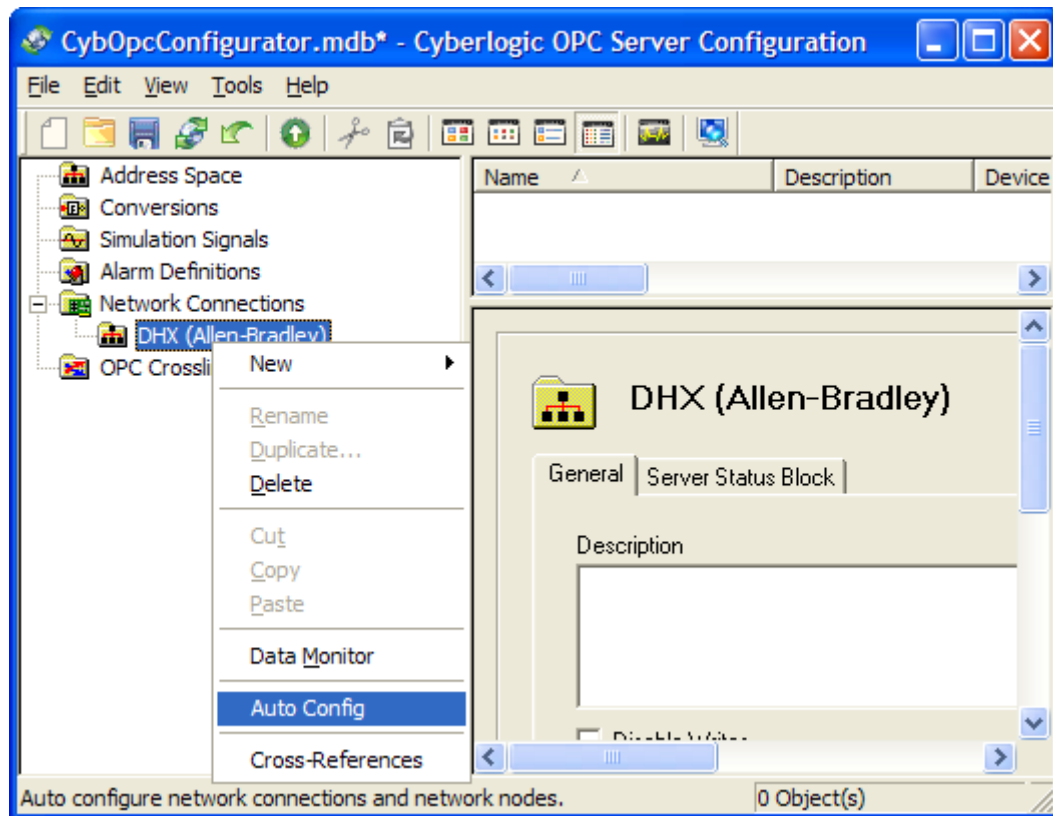 CybOpcConfigurator.mdb* - Cyberlogic OPC Server Configuration
File Edit View Tools Help
Address Space
Conversions
Simulation Signals
Alarm Definitions
Network Connections
DHX (Allen-Bradley)
OPC Crossli
New
Rename
Duplicate...
Delete
Cut
Copy
Paste
Data Monitor
Auto Config
Cross-References
Name Description Device
DHX (Allen-Bradley)
General Server Status Block
Description
Disable Writes
Auto configure network connections and network nodes. 0 Object(s)